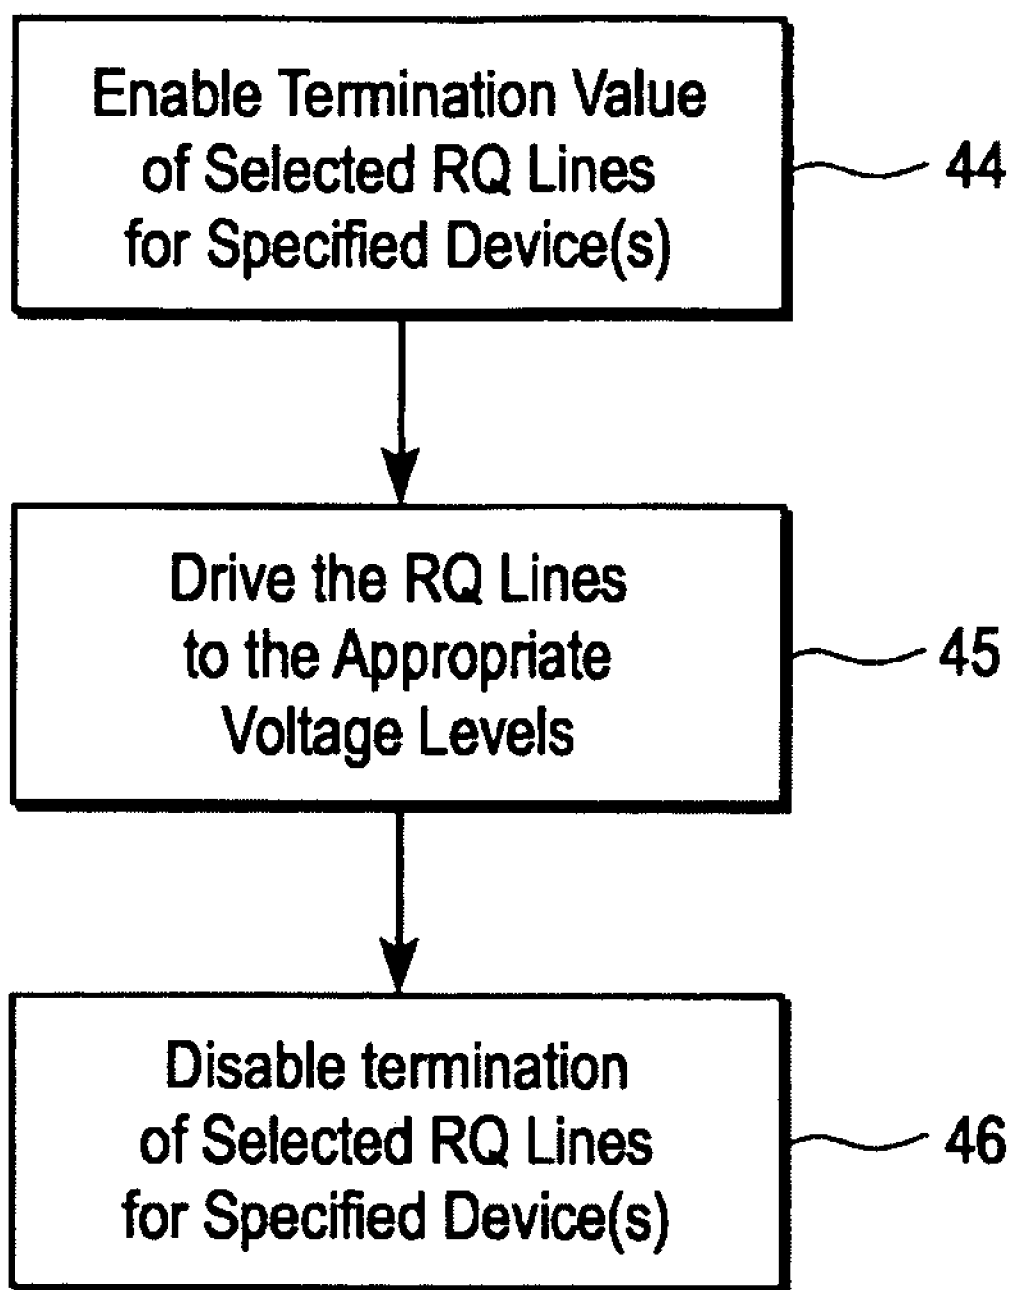 Enable Termination Value
of Selected RQ Lines
for Specified Device(s)
44
Drive the RQ Lines
to the Appropriate
Voltage Levels
45
Disable termination
of Selected RQ Lines
for Specified Device(s)
46